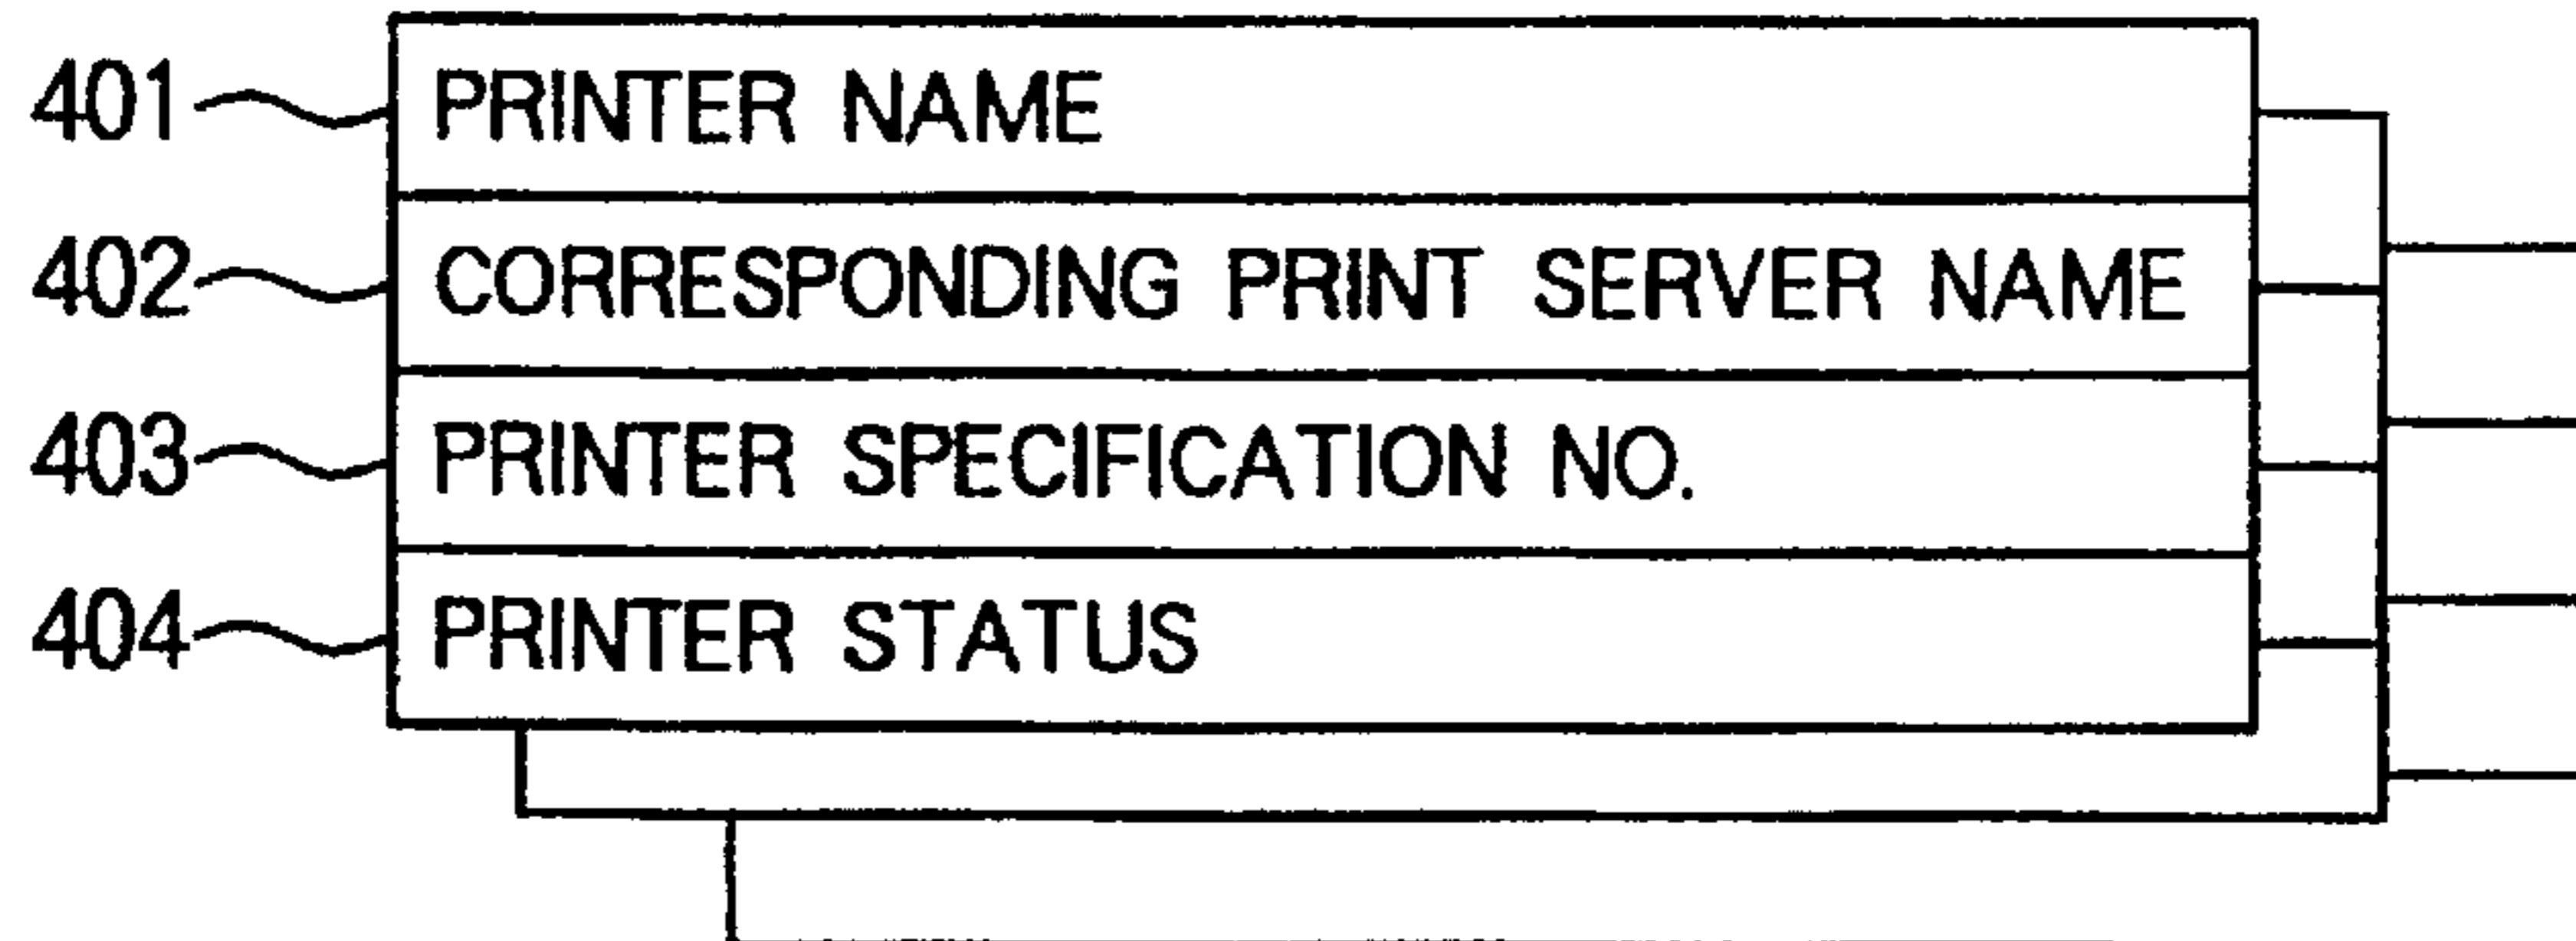 401 PRINTER NAME
402 CORRESPONDING PRINT SERVER NAME
403 PRINTER SPECIFICATION NO.
404 PRINTER STATUS